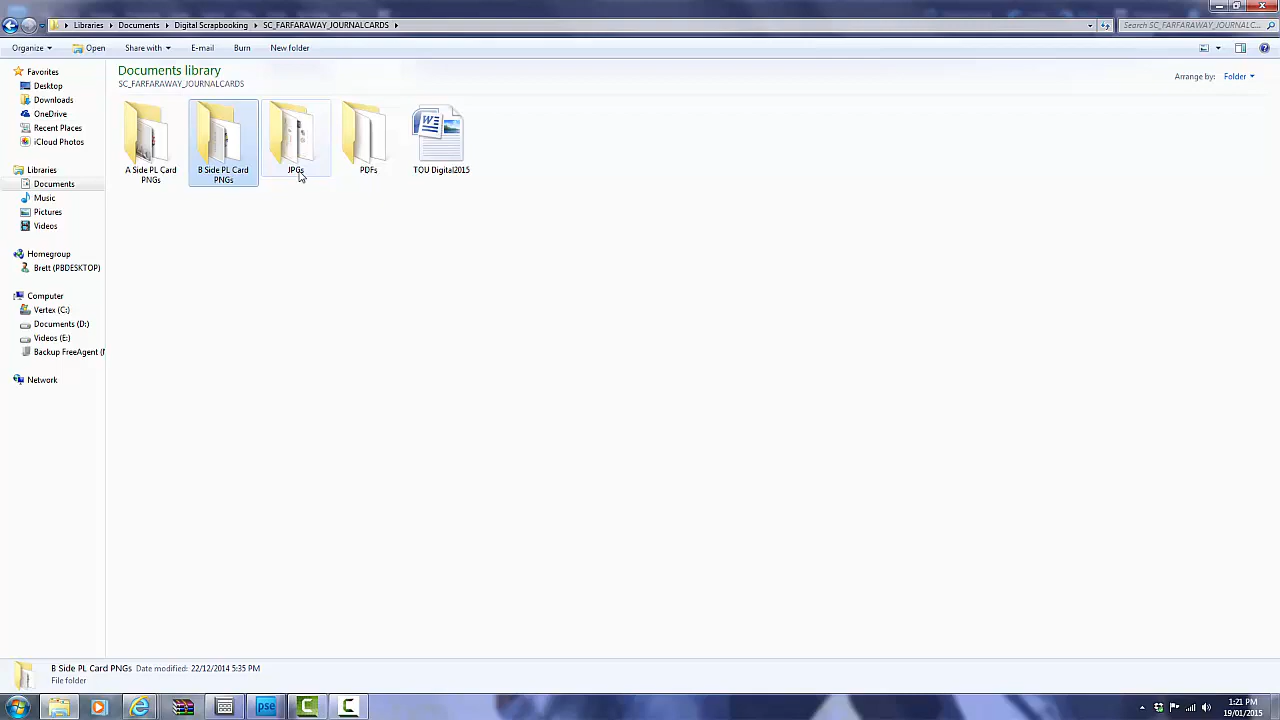 Libraries Documents Digital Scrapbooking SC_FARFARAWAY_JOURNALCARDS
Search SC_FARFARAWAY_JOURNALC...
Organize Open Share with E-mail Burn New folder
Favorites
Desktop
Downloads
OneDrive
Recent Places
iCloud Photos
Libraries
Documents
Music
Pictures
Videos
Homegroup
Brett (PBDESKTOP)
Computer
Vertex (C:)
Documents (D:)
Videos (E:)
Backup FreeAgent (
Network
Documents library
SC_FARFARAWAY_JOURNALCARDS
Arrange by: Folder
A Side PL Card
PNGs
B Side PL Card
PNGs
JPGs
PDFs
TOU Digital2015
B Side PL Card PNGs Date modified: 22/12/2014 5:35 PM
File folder
pse
1:21 PM
19/01/2015